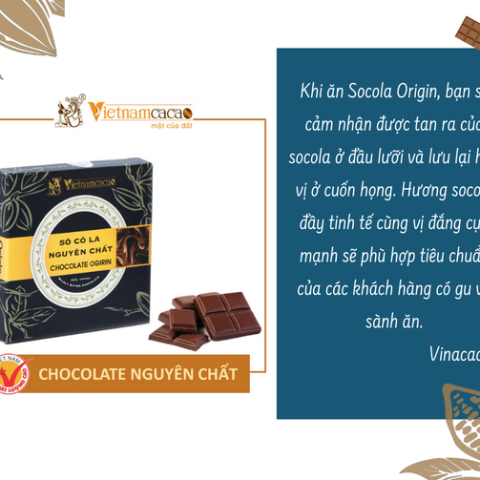 Vietnamcacao
mật của đất
Vietnamcacao
SÔ CÔ LA
NGUYÊN CHẤT
CHOCOLATE OGIRIN
CHOCOLATE NGUYÊN CHẤT
Khi ăn Socola Origin, bạn s
cảm nhận được tan ra củ
socola ở đầu lưỡi và lưu lại h
vị ở cuốn họng. Hương soco
đầy tinh tế cùng vị đắng cự
mạnh sẽ phù hợp tiêu chuẩ
của các khách hàng có gu v
sành ăn.
Vinacac